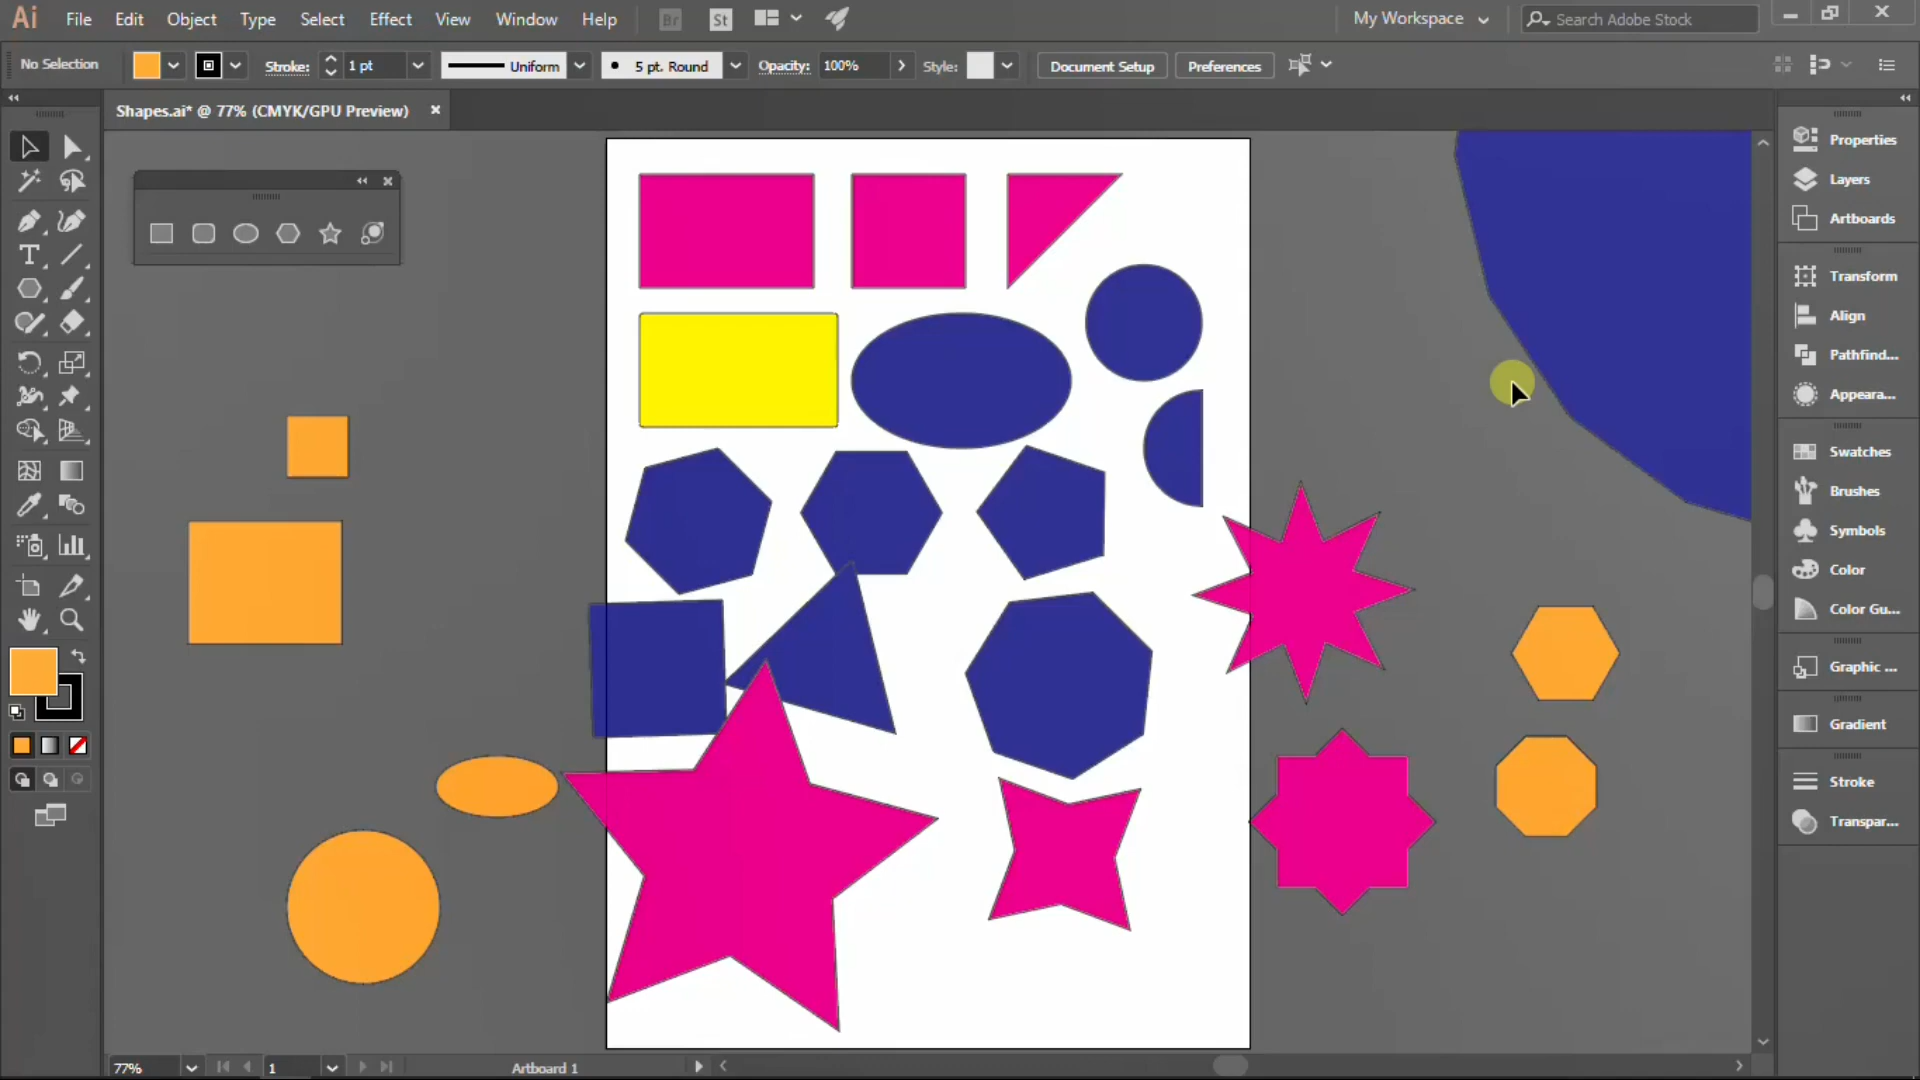 Ai File Edit Object Type Select Effect View Window Help Br St My Workspace Search Adobe Stock
No Selection Stroke: 1 pt Uniform 5 pt. Round Opacity: 100% Style: Document Setup Preferences
Shapes.ai* @ 77% (CMYK/GPU Preview)
Properties
Layers
Artboards
Transform
Align
Pathfind...
Appeara...
Swatches
Brushes
Symbols
Color
Color Gu...
Graphic ...
Gradient
Stroke
Transpar...
77% 1 Artboard 1